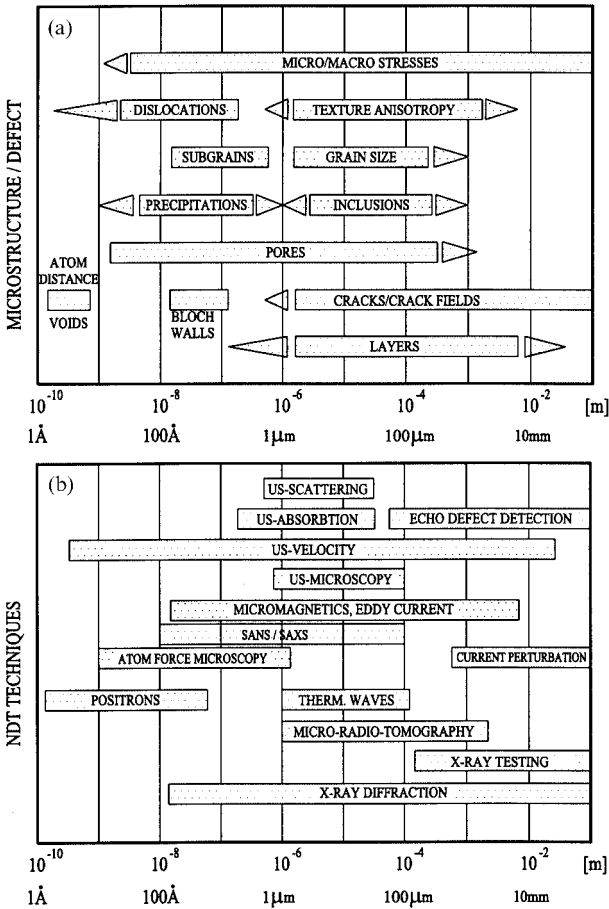 (a)
MICROSTRUCTURE / DEFECT
MICRO/MACRO STRESSES
DISLOCATIONS TEXTURE ANISOTROPY
SUBGRAINS GRAIN SIZE
PRECIPITATIONS INCLUSIONS
PORES
ATOM
DISTANCE
VOIDS
BLOCH
WALLS
CRACKS/CRACK FIELDS
LAYERS
10⁻¹⁰ 10⁻⁸ 10⁻⁶ 10⁻⁴ 10⁻² [m]
1Å 100Å 1μm 100μm 10mm
(b)
NDT TECHNIQUES
US-SCATTERING
US-ABSORBTION ECHO DEFECT DETECTION
US-VELOCITY
US-MICROSCOPY
MICROMAGNETICS, EDDY CURRENT
SANS / SAXS
ATOM FORCE MICROSCOPY CURRENT PERTURBATION
POSITRONS THERM. WAVES
MICRO-RADIO-TOMOGRAPHY
X-RAY TESTING
X-RAY DIFFRACTION
10⁻¹⁰ 10⁻⁸ 10⁻⁶ 10⁻⁴ 10⁻² [m]
1Å 100Å 1μm 100μm 10mm